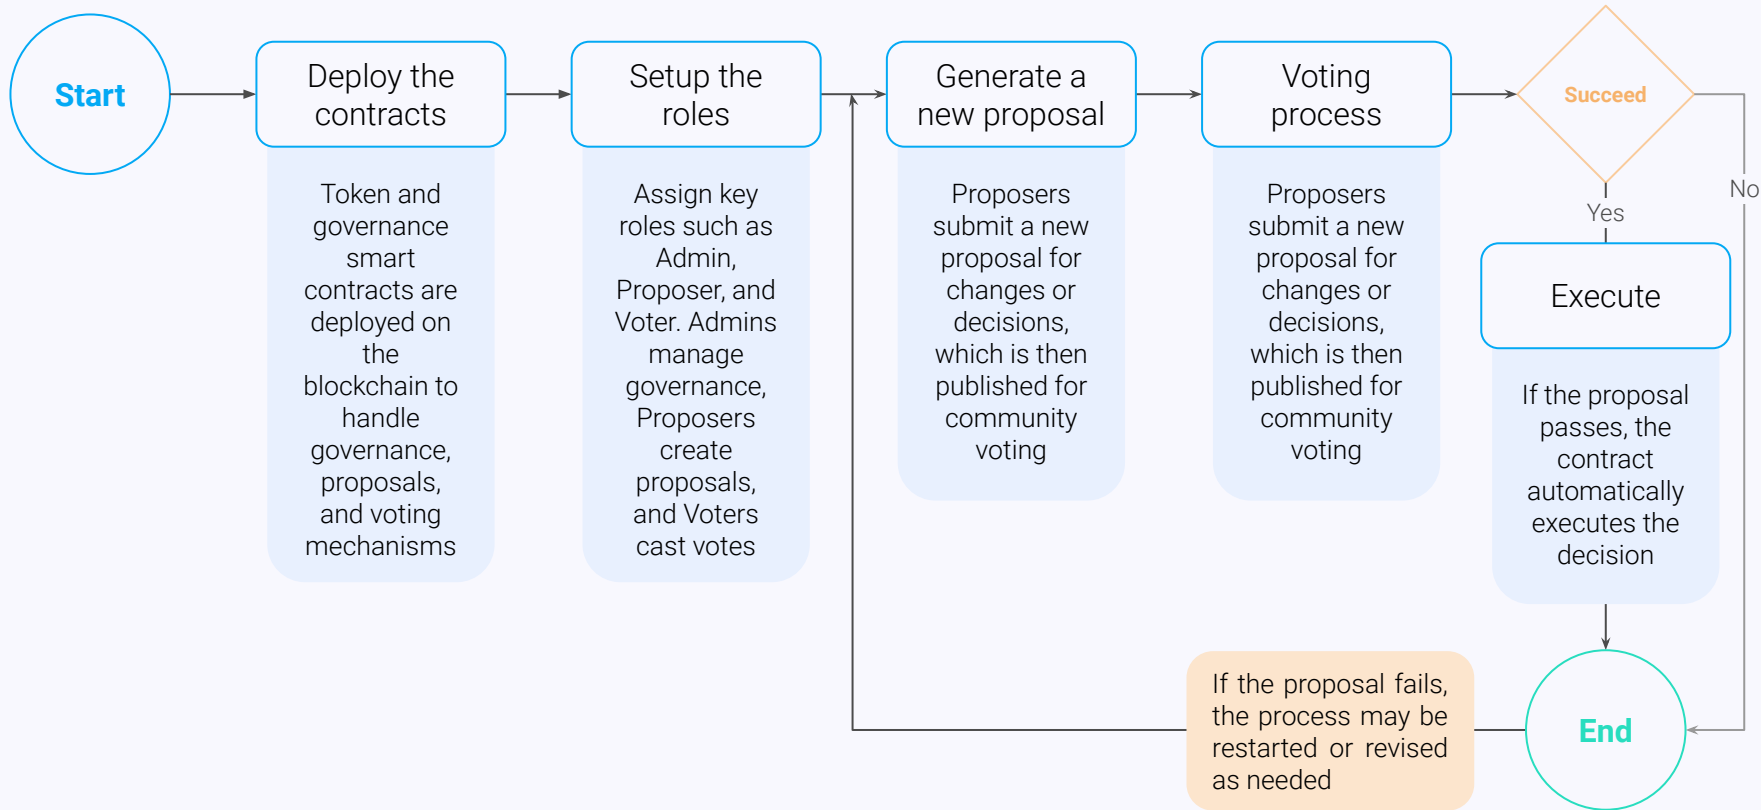 Start
Deploy the
contracts
Token and
governance
smart
contracts are
deployed on
the
blockchain to
handle
governance,
proposals,
and voting
mechanisms
Setup the
roles
Assign key
roles such as
Admin,
Proposer, and
Voter. Admins
manage
governance,
Proposers
create
proposals,
and Voters
cast votes
Generate a
new proposal
Proposers
submit a new
proposal for
changes or
decisions,
which is then
published for
community
voting
Voting
process
Proposers
submit a new
proposal for
changes or
decisions,
which is then
published for
community
voting
Succeed
Yes
No
Execute
If the proposal
passes, the
contract
automatically
executes the
decision
End
If the proposal fails,
the process may be
restarted or revised
as needed